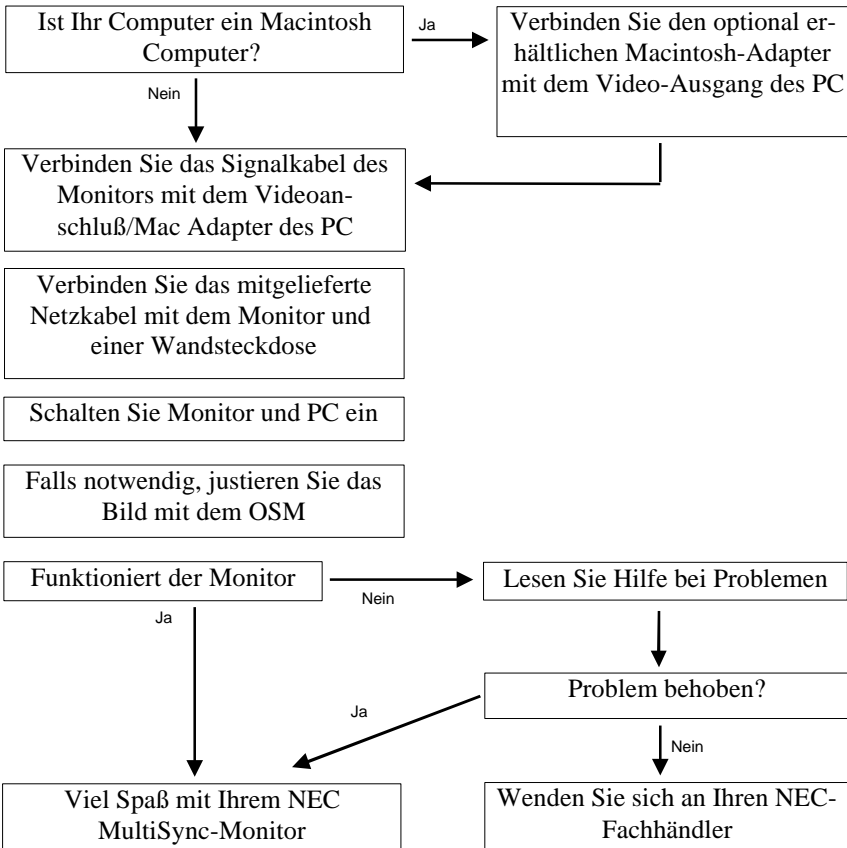 Ist Ihr Computer ein Macintosh
Computer?
Ja
Verbinden Sie den optional er-
hältlichen Macintosh-Adapter
mit dem Video-Ausgang des PC
Nein
Verbinden Sie das Signalkabel des
Monitors mit dem Videoan-
schluß/Mac Adapter des PC
Verbinden Sie das mitgelieferte
Netzkabel mit dem Monitor und
einer Wandsteckdose
Schalten Sie Monitor und PC ein
Falls notwendig, justieren Sie das
Bild mit dem OSM
Funktioniert der Monitor
Nein
Lesen Sie Hilfe bei Problemen
Ja
Problem behoben?
Ja
Nein
Viel Spaß mit Ihrem NEC
MultiSync-Monitor
Wenden Sie sich an Ihren NEC-
Fachhändler